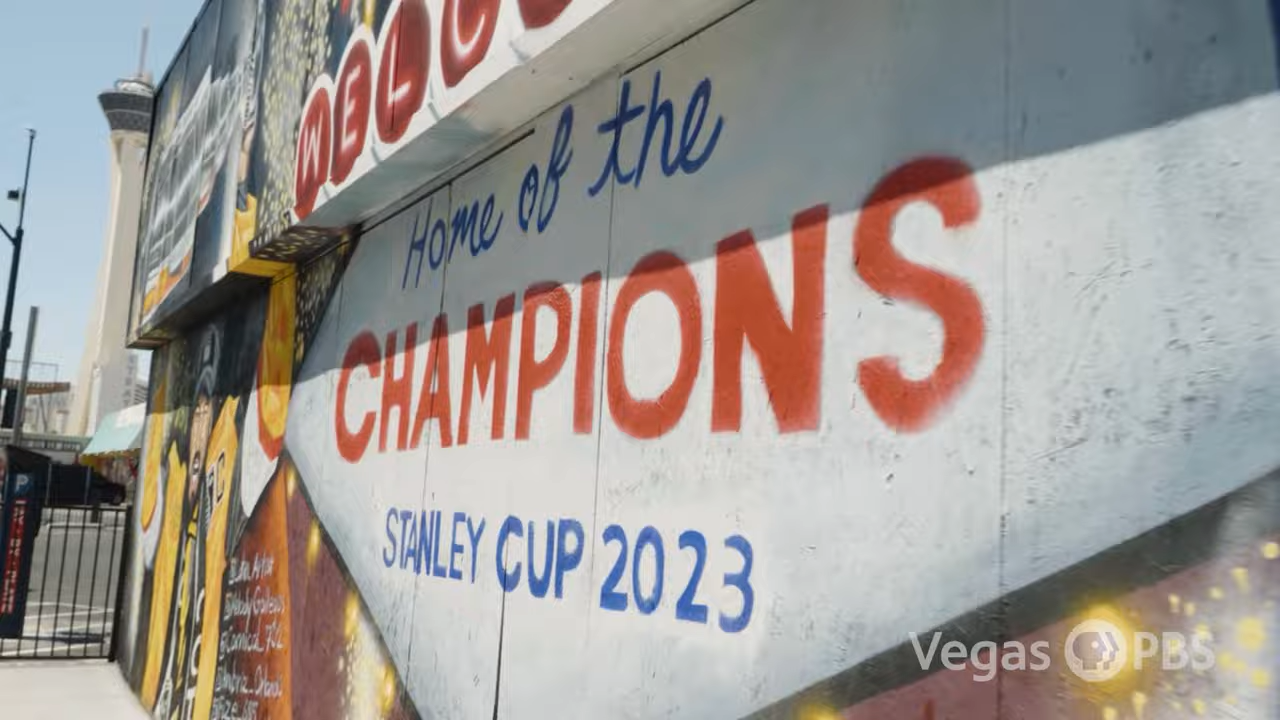 WELCO
Home of the
CHAMPIONS
STANLEY CUP 2023
P
Vegas PBS